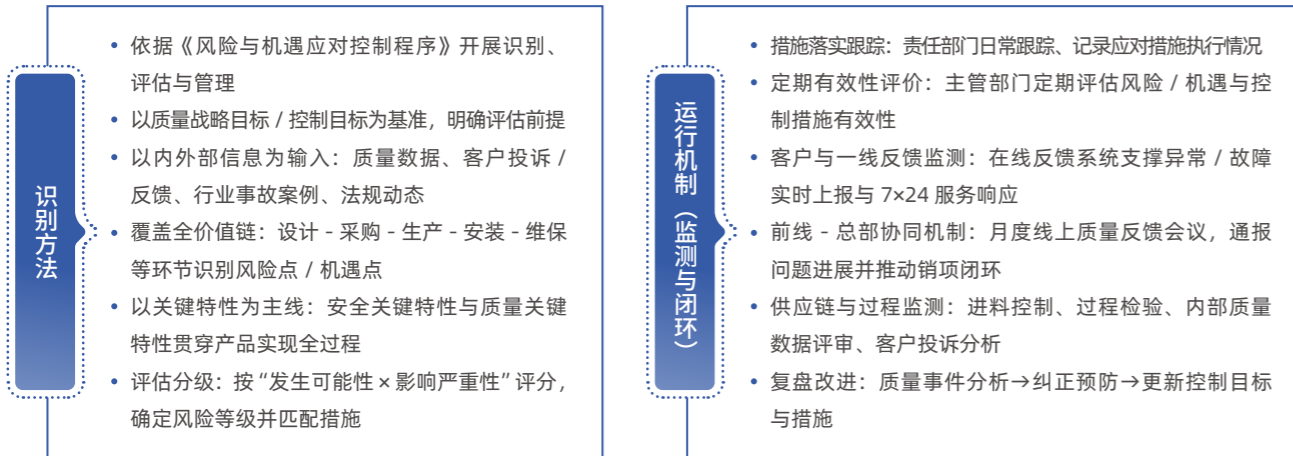 识别方法
• 依据《风险与机遇应对控制程序》开展识别、
评估与管理
• 以质量战略目标 / 控制目标为基准，明确评估前提
• 以内外部信息为输入：质量数据、客户投诉 /
反馈、行业事故案例、法规动态
• 覆盖全价值链：设计 - 采购 - 生产 - 安装 - 维保
等环节识别风险点 / 机遇点
• 以关键特性为主线：安全关键特性与质量关键
特性贯穿产品实现全过程
• 评估分级：按“发生可能性 × 影响严重性”评分，
确定风险等级并匹配措施
运行机制（监测与闭环）
• 措施落实跟踪：责任部门日常跟踪、记录应对措施执行情况
• 定期有效性评价：主管部门定期评估风险 / 机遇与控
制措施有效性
• 客户与一线反馈监测：在线反馈系统支撑异常 / 故障
实时上报与 7×24 服务响应
• 前线 - 总部协同机制：月度线上质量反馈会议，通报
问题进展并推动销项闭环
• 供应链与过程监测：进料控制、过程检验、内部质量
数据评审、客户投诉分析
• 复盘改进：质量事件分析→纠正预防→更新控制目标
与措施